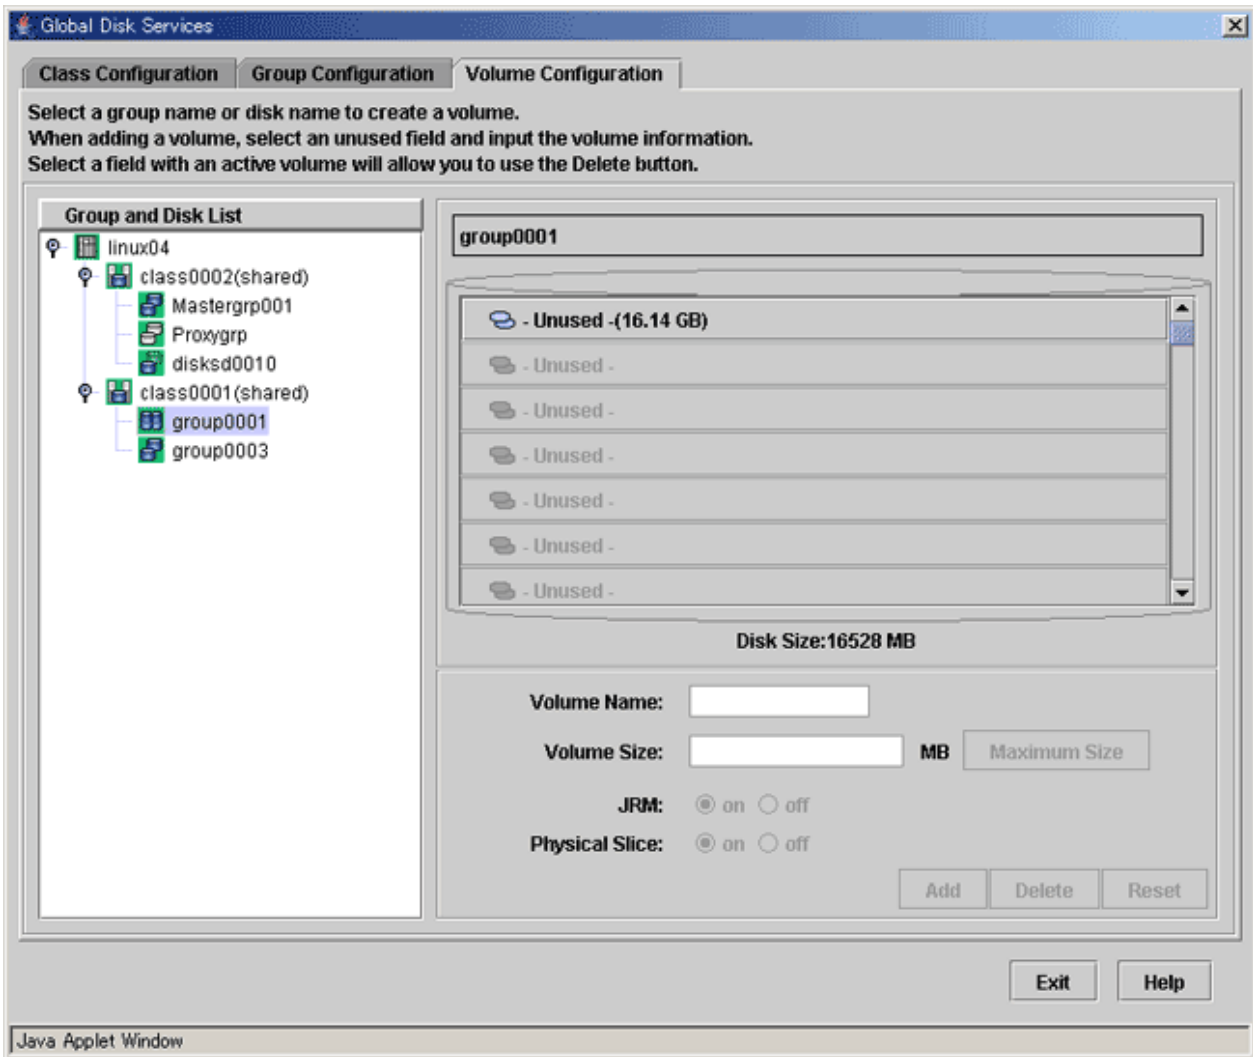 Global Disk Services
Class Configuration Group Configuration Volume Configuration
Select a group name or disk name to create a volume.
When adding a volume, select an unused field and input the volume information.
Select a field with an active volume will allow you to use the Delete button.
Group and Disk List
linux04
class0002(shared)
Mastergrp001
Proxygrp
disksd0010
class0001(shared)
group0001
group0003
group0001
- Unused -(16.14 GB)
- Unused -
- Unused -
- Unused -
- Unused -
- Unused -
- Unused -
Disk Size:16528 MB
Volume Name:
Volume Size: MB Maximum Size
JRM: on off
Physical Slice: on off
Add Delete Reset
Exit Help
Java Applet Window